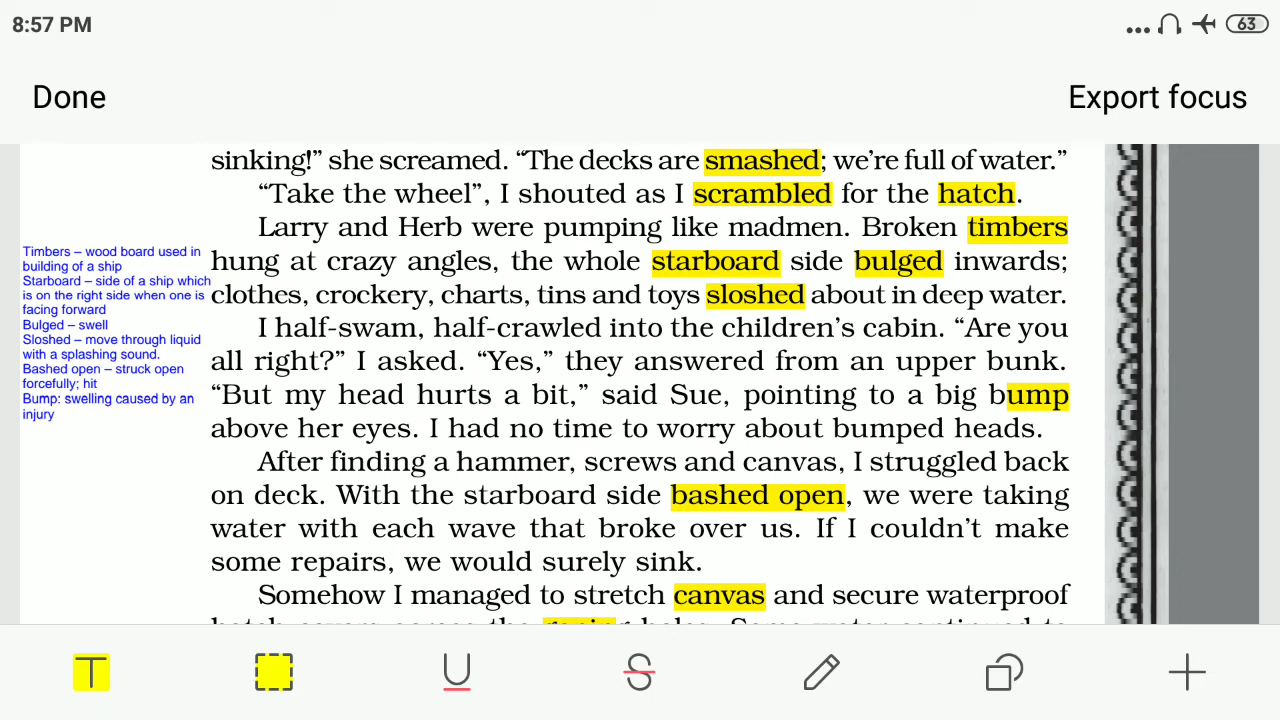 8:57 PM
63
Done
Export focus
sinking!” she screamed. “The decks are smashed; we’re full of water.”
“Take the wheel”, I shouted as I scrambled for the hatch.
Larry and Herb were pumping like madmen. Broken timbers
hung at crazy angles, the whole starboard side bulged inwards;
clothes, crockery, charts, tins and toys sloshed about in deep water.
I half-swam, half-crawled into the children’s cabin. “Are you
all right?” I asked. “Yes,” they answered from an upper bunk.
“But my head hurts a bit,” said Sue, pointing to a big bump
above her eyes. I had no time to worry about bumped heads.
After finding a hammer, screws and canvas, I struggled back
on deck. With the starboard side bashed open, we were taking
water with each wave that broke over us. If I couldn’t make
some repairs, we would surely sink.
Somehow I managed to stretch canvas and secure waterproof
Timbers – wood board used in
building of a ship
Starboard – side of a ship which
is on the right side when one is
facing forward
Bulged – swell
Sloshed – move through liquid
with a splashing sound.
Bashed open – struck open
forcefully; hit
Bump: swelling caused by an
injury
T
U
S